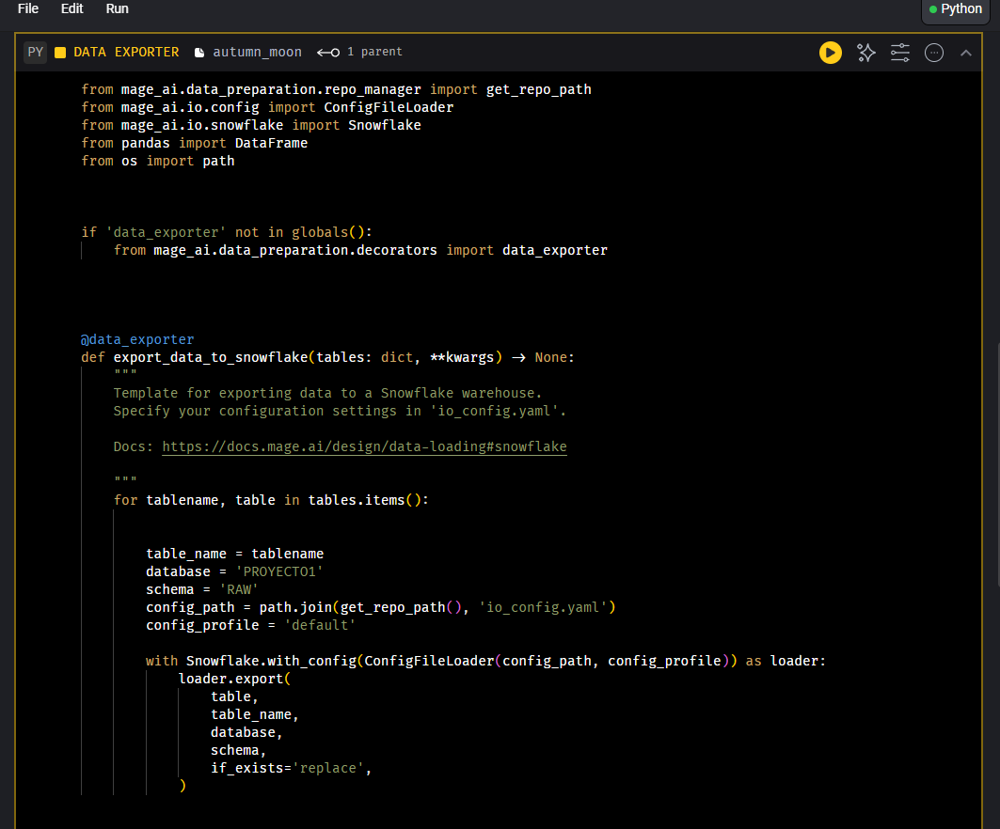 File Edit Run
Python
PY DATA EXPORTER autumn_moon 1 parent
from mage_ai.data_preparation.repo_manager import get_repo_path
from mage_ai.io.config import ConfigFileLoader
from mage_ai.io.snowflake import Snowflake
from pandas import DataFrame
from os import path
if 'data_exporter' not in globals():
    from mage_ai.data_preparation.decorators import data_exporter
@data_exporter
def export_data_to_snowflake(tables: dict, **kwargs) -> None:
    """
    Template for exporting data to a Snowflake warehouse.
    Specify your configuration settings in 'io_config.yaml'.
    Docs: https://docs.mage.ai/design/data-loading#snowflake
    """
    for tablename, table in tables.items():
        table_name = tablename
        database = 'PROYECTO1'
        schema = 'RAW'
        config_path = path.join(get_repo_path(), 'io_config.yaml')
        config_profile = 'default'
        with Snowflake.with_config(ConfigFileLoader(config_path, config_profile)) as loader:
            loader.export(
                table,
                table_name,
                database,
                schema,
                if_exists='replace',
            )